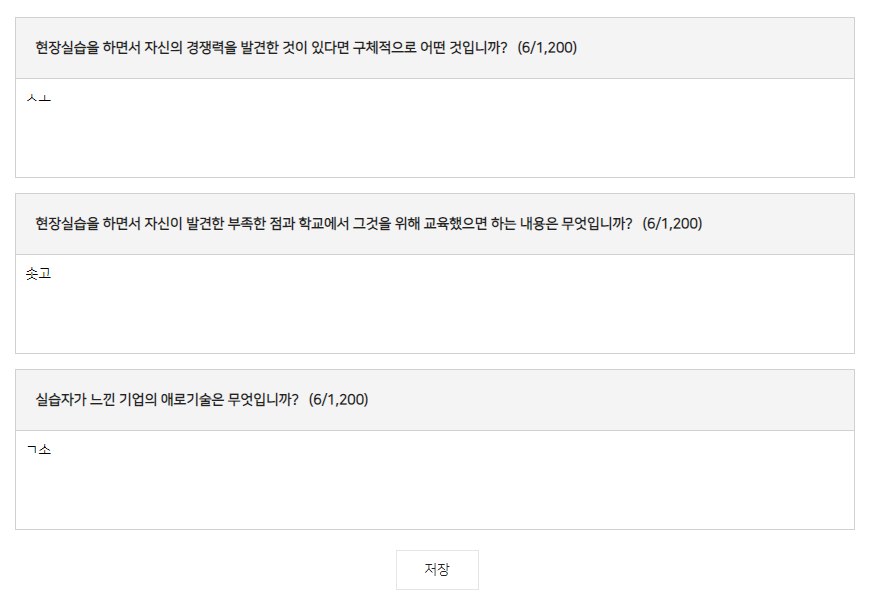 현장실습을 하면서 자신의 경쟁력을 발견한 것이 있다면 구체적으로 어떤 것입니까? (6/1,200)
ㅅㅗ
현장실습을 하면서 자신이 발견한 부족한 점과 학교에서 그것을 위해 교육했으면 하는 내용은 무엇입니까? (6/1,200)
솟고
실습자가 느낀 기업의 애로기술은 무엇입니까? (6/1,200)
ㄱ소
저장